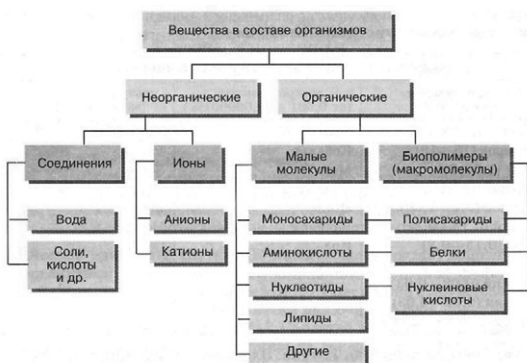 Вещества в составе организмов
Неорганические
Органические
Соединения
Ионы
Малые
молекулы
Биополимеры
(макромолекулы)
Вода
Анионы
Моносахариды
Полисахариды
Соли,
кислоты
и др.
Катионы
Аминокислоты
Белки
Нуклеотиды
Нуклеиновые
кислоты
Липиды
Другие